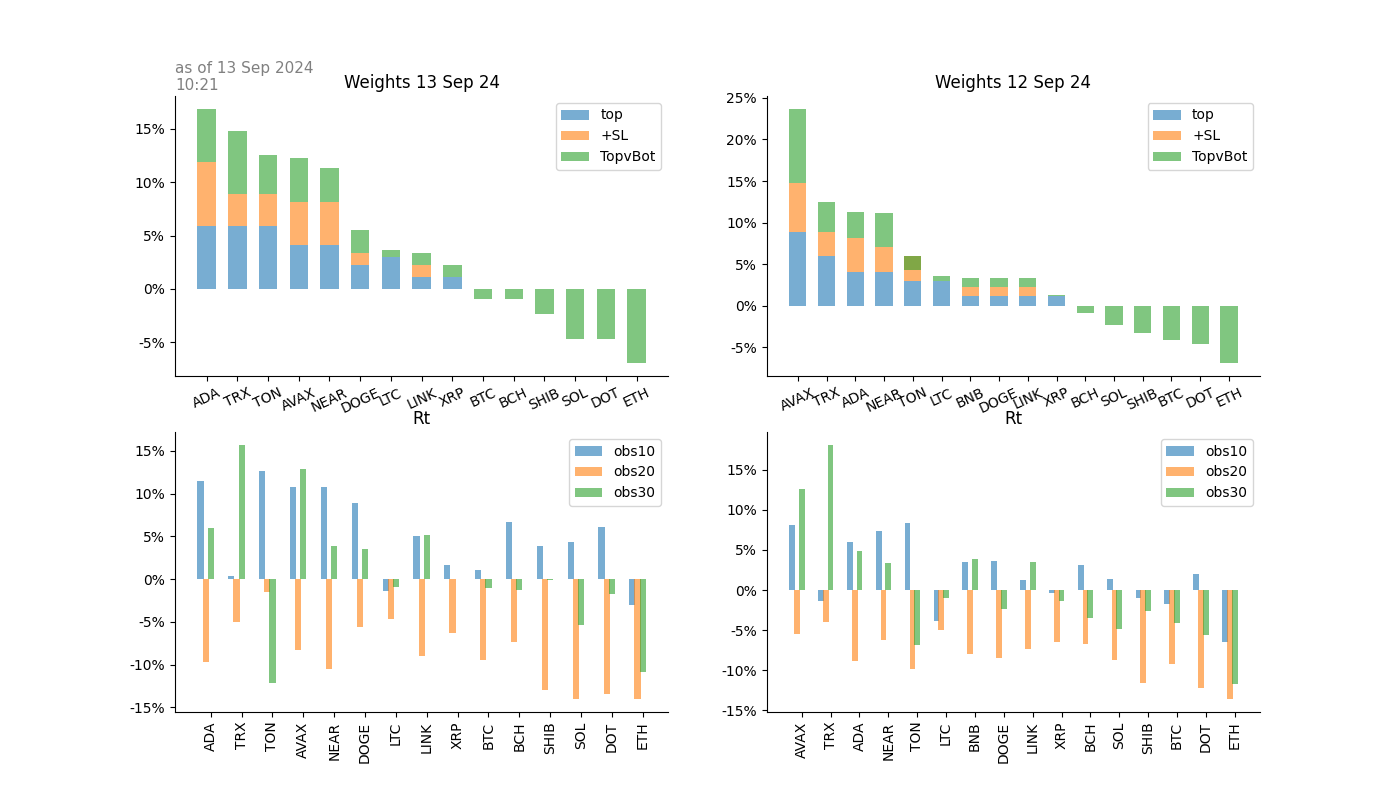 as of 13 Sep 2024
10:21
Weights 13 Sep 24
15%
10%
5%
0%
-5%
top
+SL
TopvBot
ADA TRX TON AVAX NEAR DOGE LTC LINK XRP BTC BCH SHIB SOL DOT ETH
Weights 12 Sep 24
25%
20%
15%
10%
5%
0%
-5%
top
+SL
TopvBot
AVAX TRX ADA NEAR TON LTC BNB DOGE LINK XRP BCH SOL SHIB BTC DOT ETH
Rt
15%
10%
5%
0%
-5%
-10%
-15%
obs10
obs20
obs30
ADA TRX TON AVAX NEAR DOGE LTC LINK XRP BTC BCH SHIB SOL DOT ETH
Rt
15%
10%
5%
0%
-5%
-10%
-15%
obs10
obs20
obs30
AVAX TRX ADA NEAR TON LTC BNB DOGE LINK XRP BCH SOL SHIB BTC DOT ETH